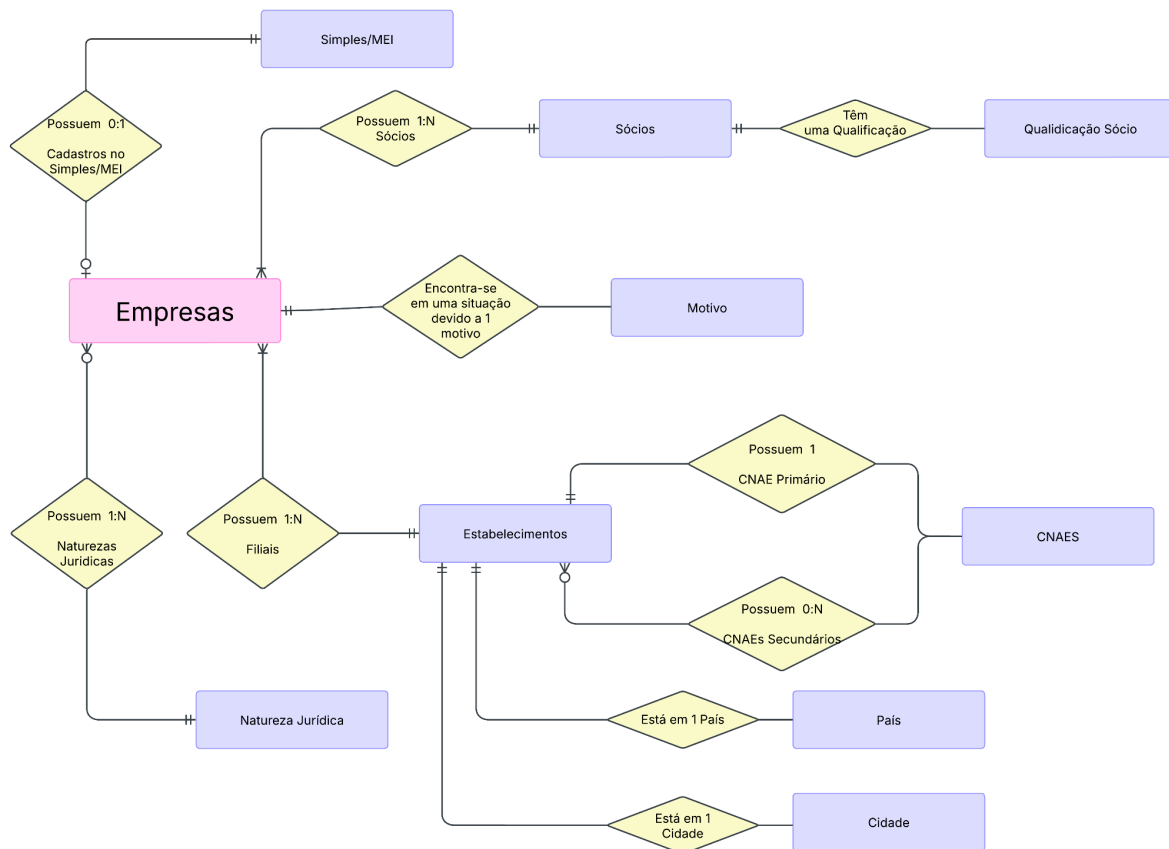 Simples/MEI
Possuem 0:1
Cadastros no
Simples/MEI
Possuem 1:N
Sócios
Sócios
Têm
uma Qualificação
Qualidicação Sócio
Empresas
Encontra-se
em uma situação
devido a 1
motivo
Motivo
Possuem 1:N
Naturezas
Juridicas
Possuem 1:N
Filiais
Estabelecimentos
Possuem 1
CNAE Primário
CNAES
Possuem 0:N
CNAEs Secundários
Natureza Jurídica
Está em 1 País
País
Está em 1
Cidade
Cidade